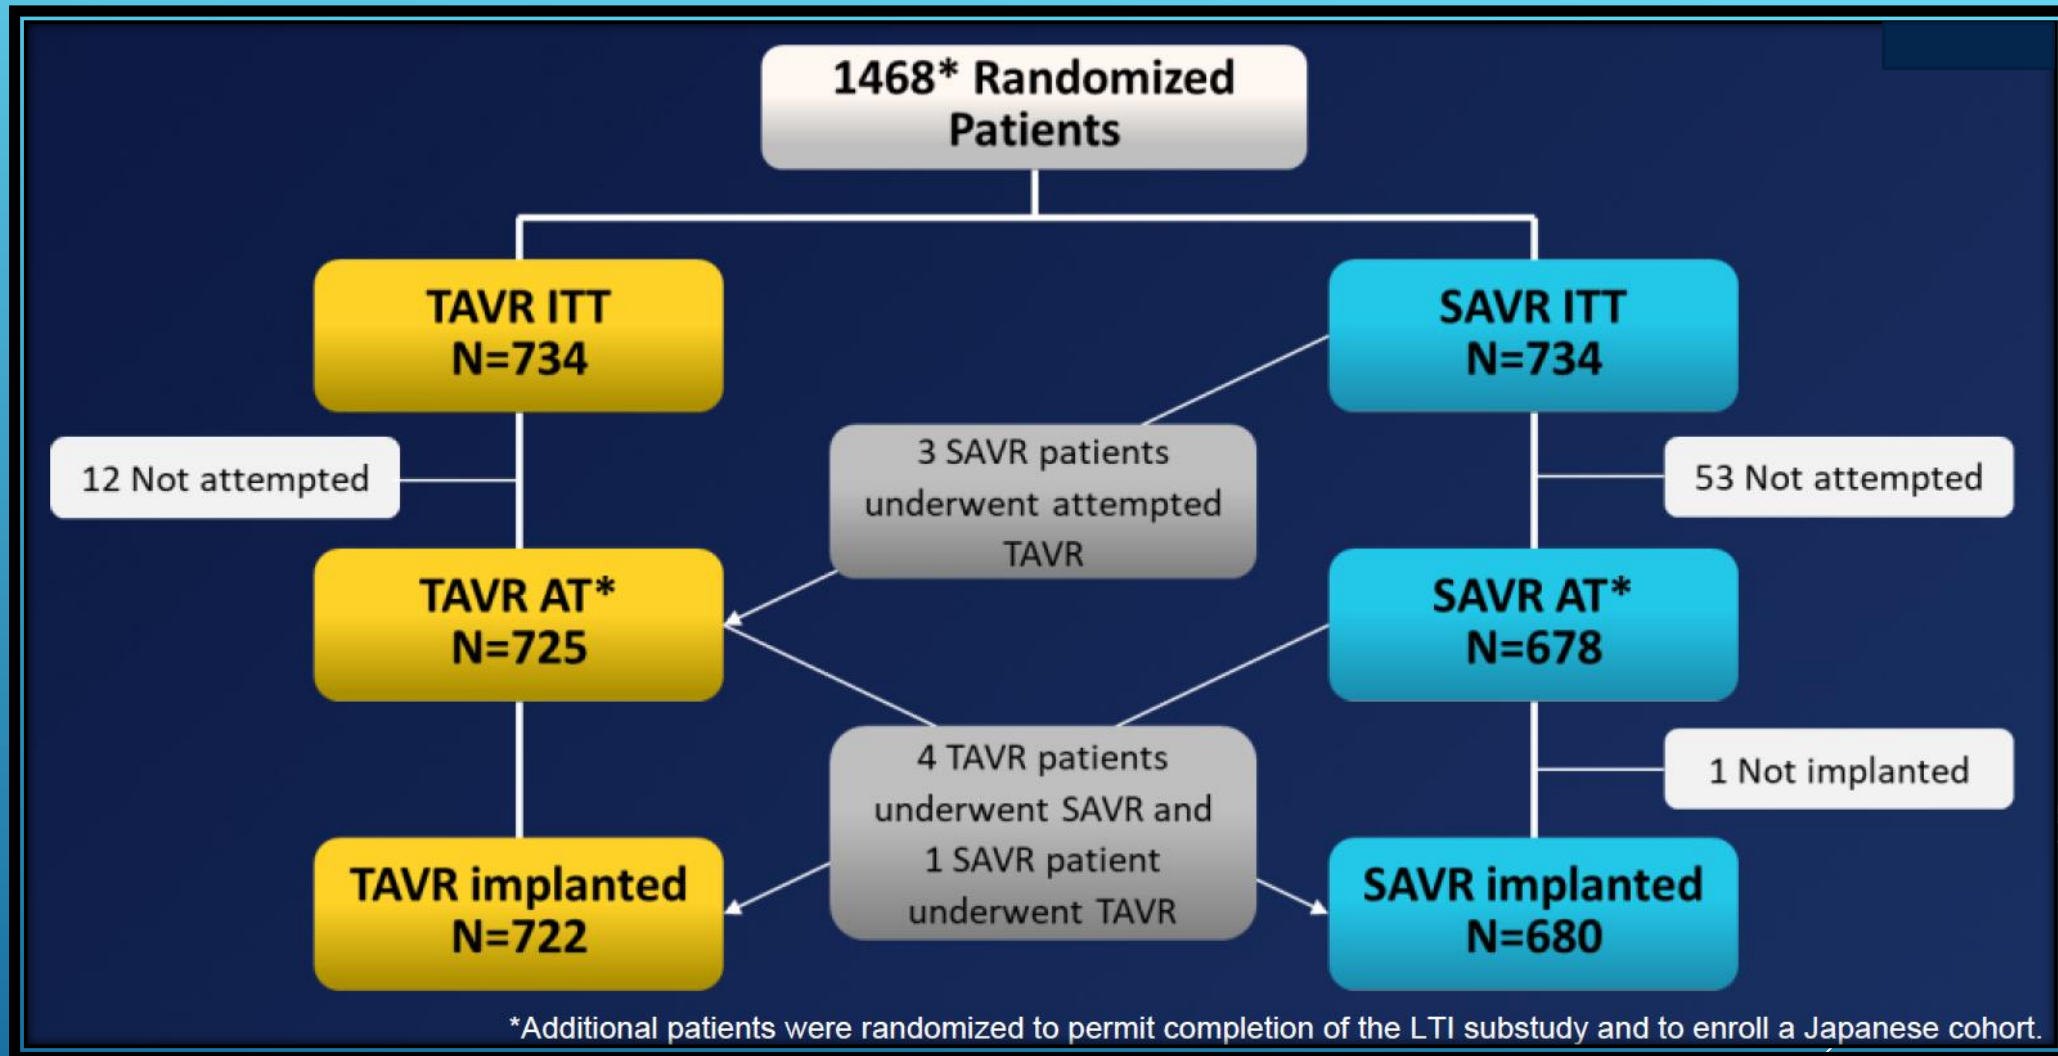 1468* Randomized
Patients
TAVR ITT
N=734
SAVR ITT
N=734
12 Not attempted
3 SAVR patients
underwent attempted
TAVR
53 Not attempted
TAVR AT*
N=725
SAVR AT*
N=678
4 TAVR patients
underwent SAVR and
1 SAVR patient
underwent TAVR
1 Not implanted
TAVR implanted
N=722
SAVR implanted
N=680
*Additional patients were randomized to permit completion of the LTI substudy and to enroll a Japanese cohort.